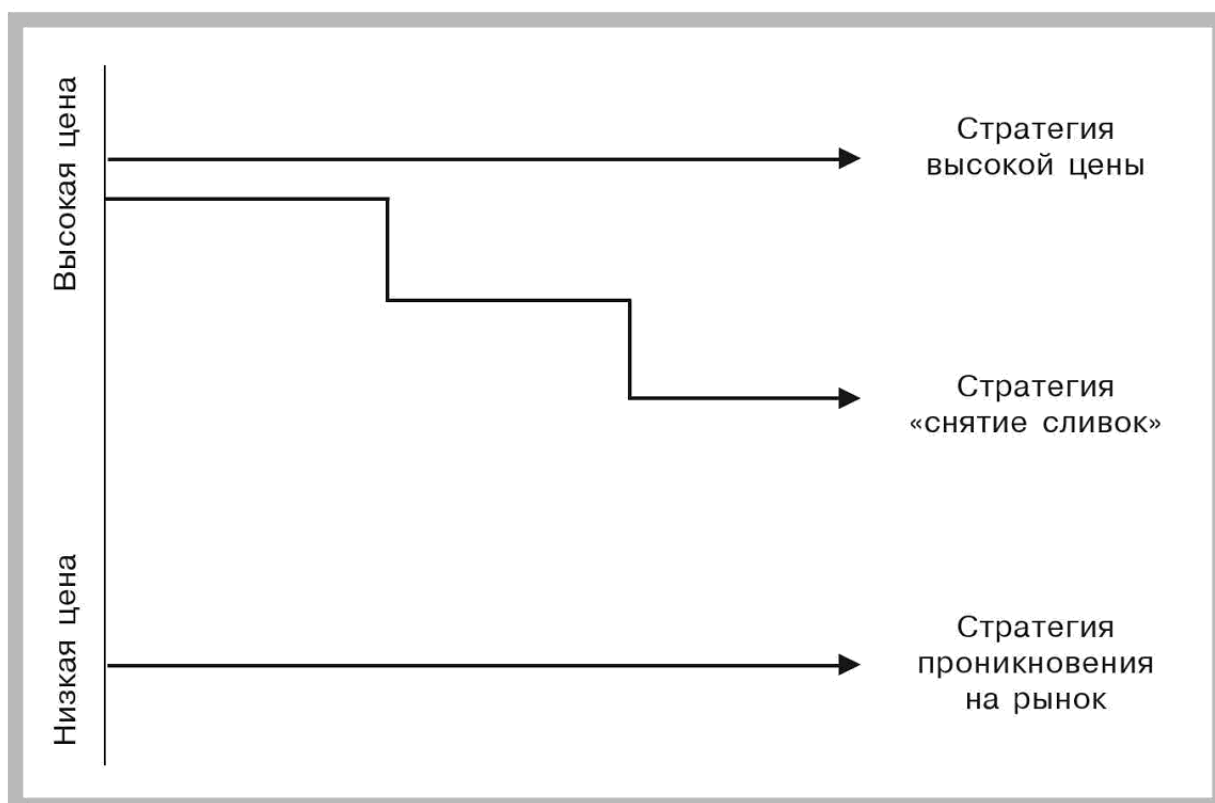 Высокая цена
Стратегия
высокой цены
Стратегия
«снятие сливок»
Низкая цена
Стратегия
проникновения
на рынок